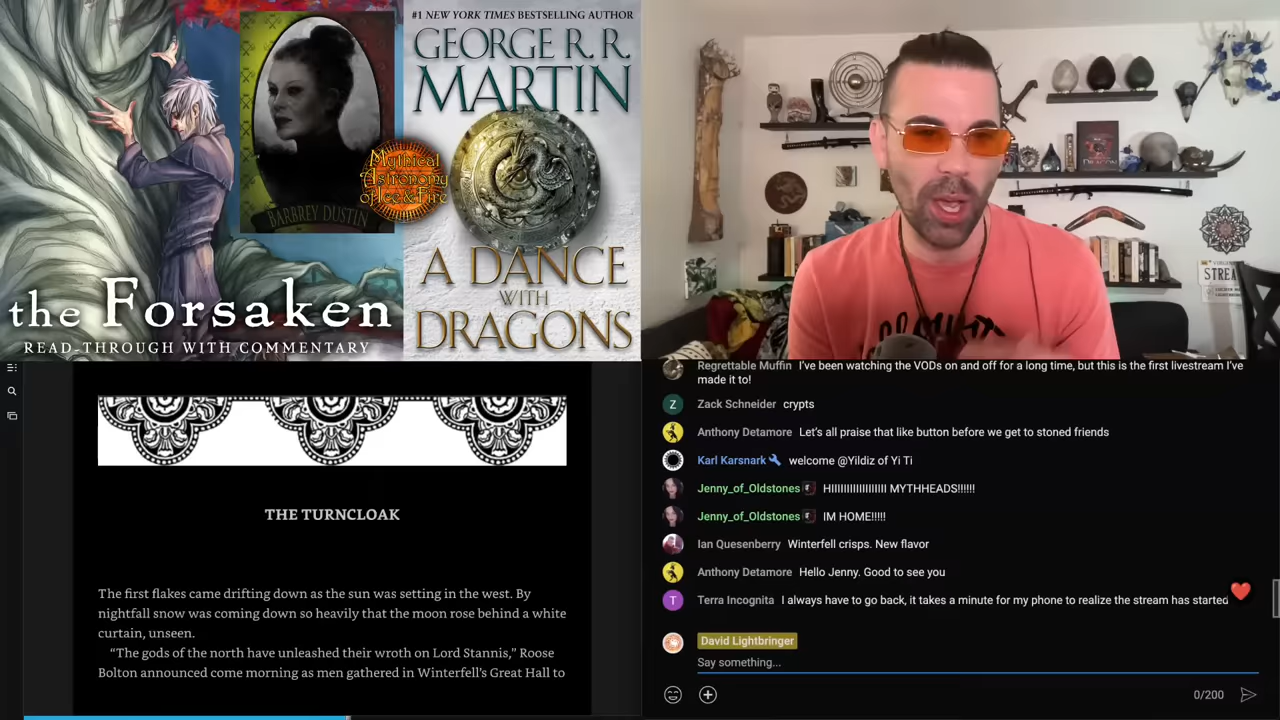 #1 NEW YORK TIMES BESTSELLING AUTHOR
GEORGE R. R.
MARTIN
BARBREY DUSTIN
Mythical
Astronomy
of Ice & Fire
A DANCE
WITH
DRAGONS
the Forsaken
READ-THROUGH WITH COMMENTARY
DRAGON
STREA
THE TURNCLOAK
The first flakes came drifting down as the sun was setting in the west. By
nightfall snow was coming down so heavily that the moon rose behind a white
curtain, unseen.
“The gods of the north have unleashed their wroth on Lord Stannis,” Roose
Bolton announced come morning as men gathered in Winterfell’s Great Hall to
Regrettable Muffin I’ve been watching the VODs on and off for a long time, but this is the first livestream I’ve
made it to!
Z Zack Schneider crypts
Anthony Detamore Let’s all praise that like button before we get to stoned friends
Karl Karsnark welcome @Yildiz of Yi Ti
Jenny_of_Oldstones HIIIIIIIIIIIIIIIIII MYTHHEADS!!!!!!
Jenny_of_Oldstones IM HOME!!!!!
Ian Quesenberry Winterfell crisps. New flavor
Anthony Detamore Hello Jenny. Good to see you
T Terra Incognita I always have to go back, it takes a minute for my phone to realize the stream has started
David Lightbringer
Say something...
0/200